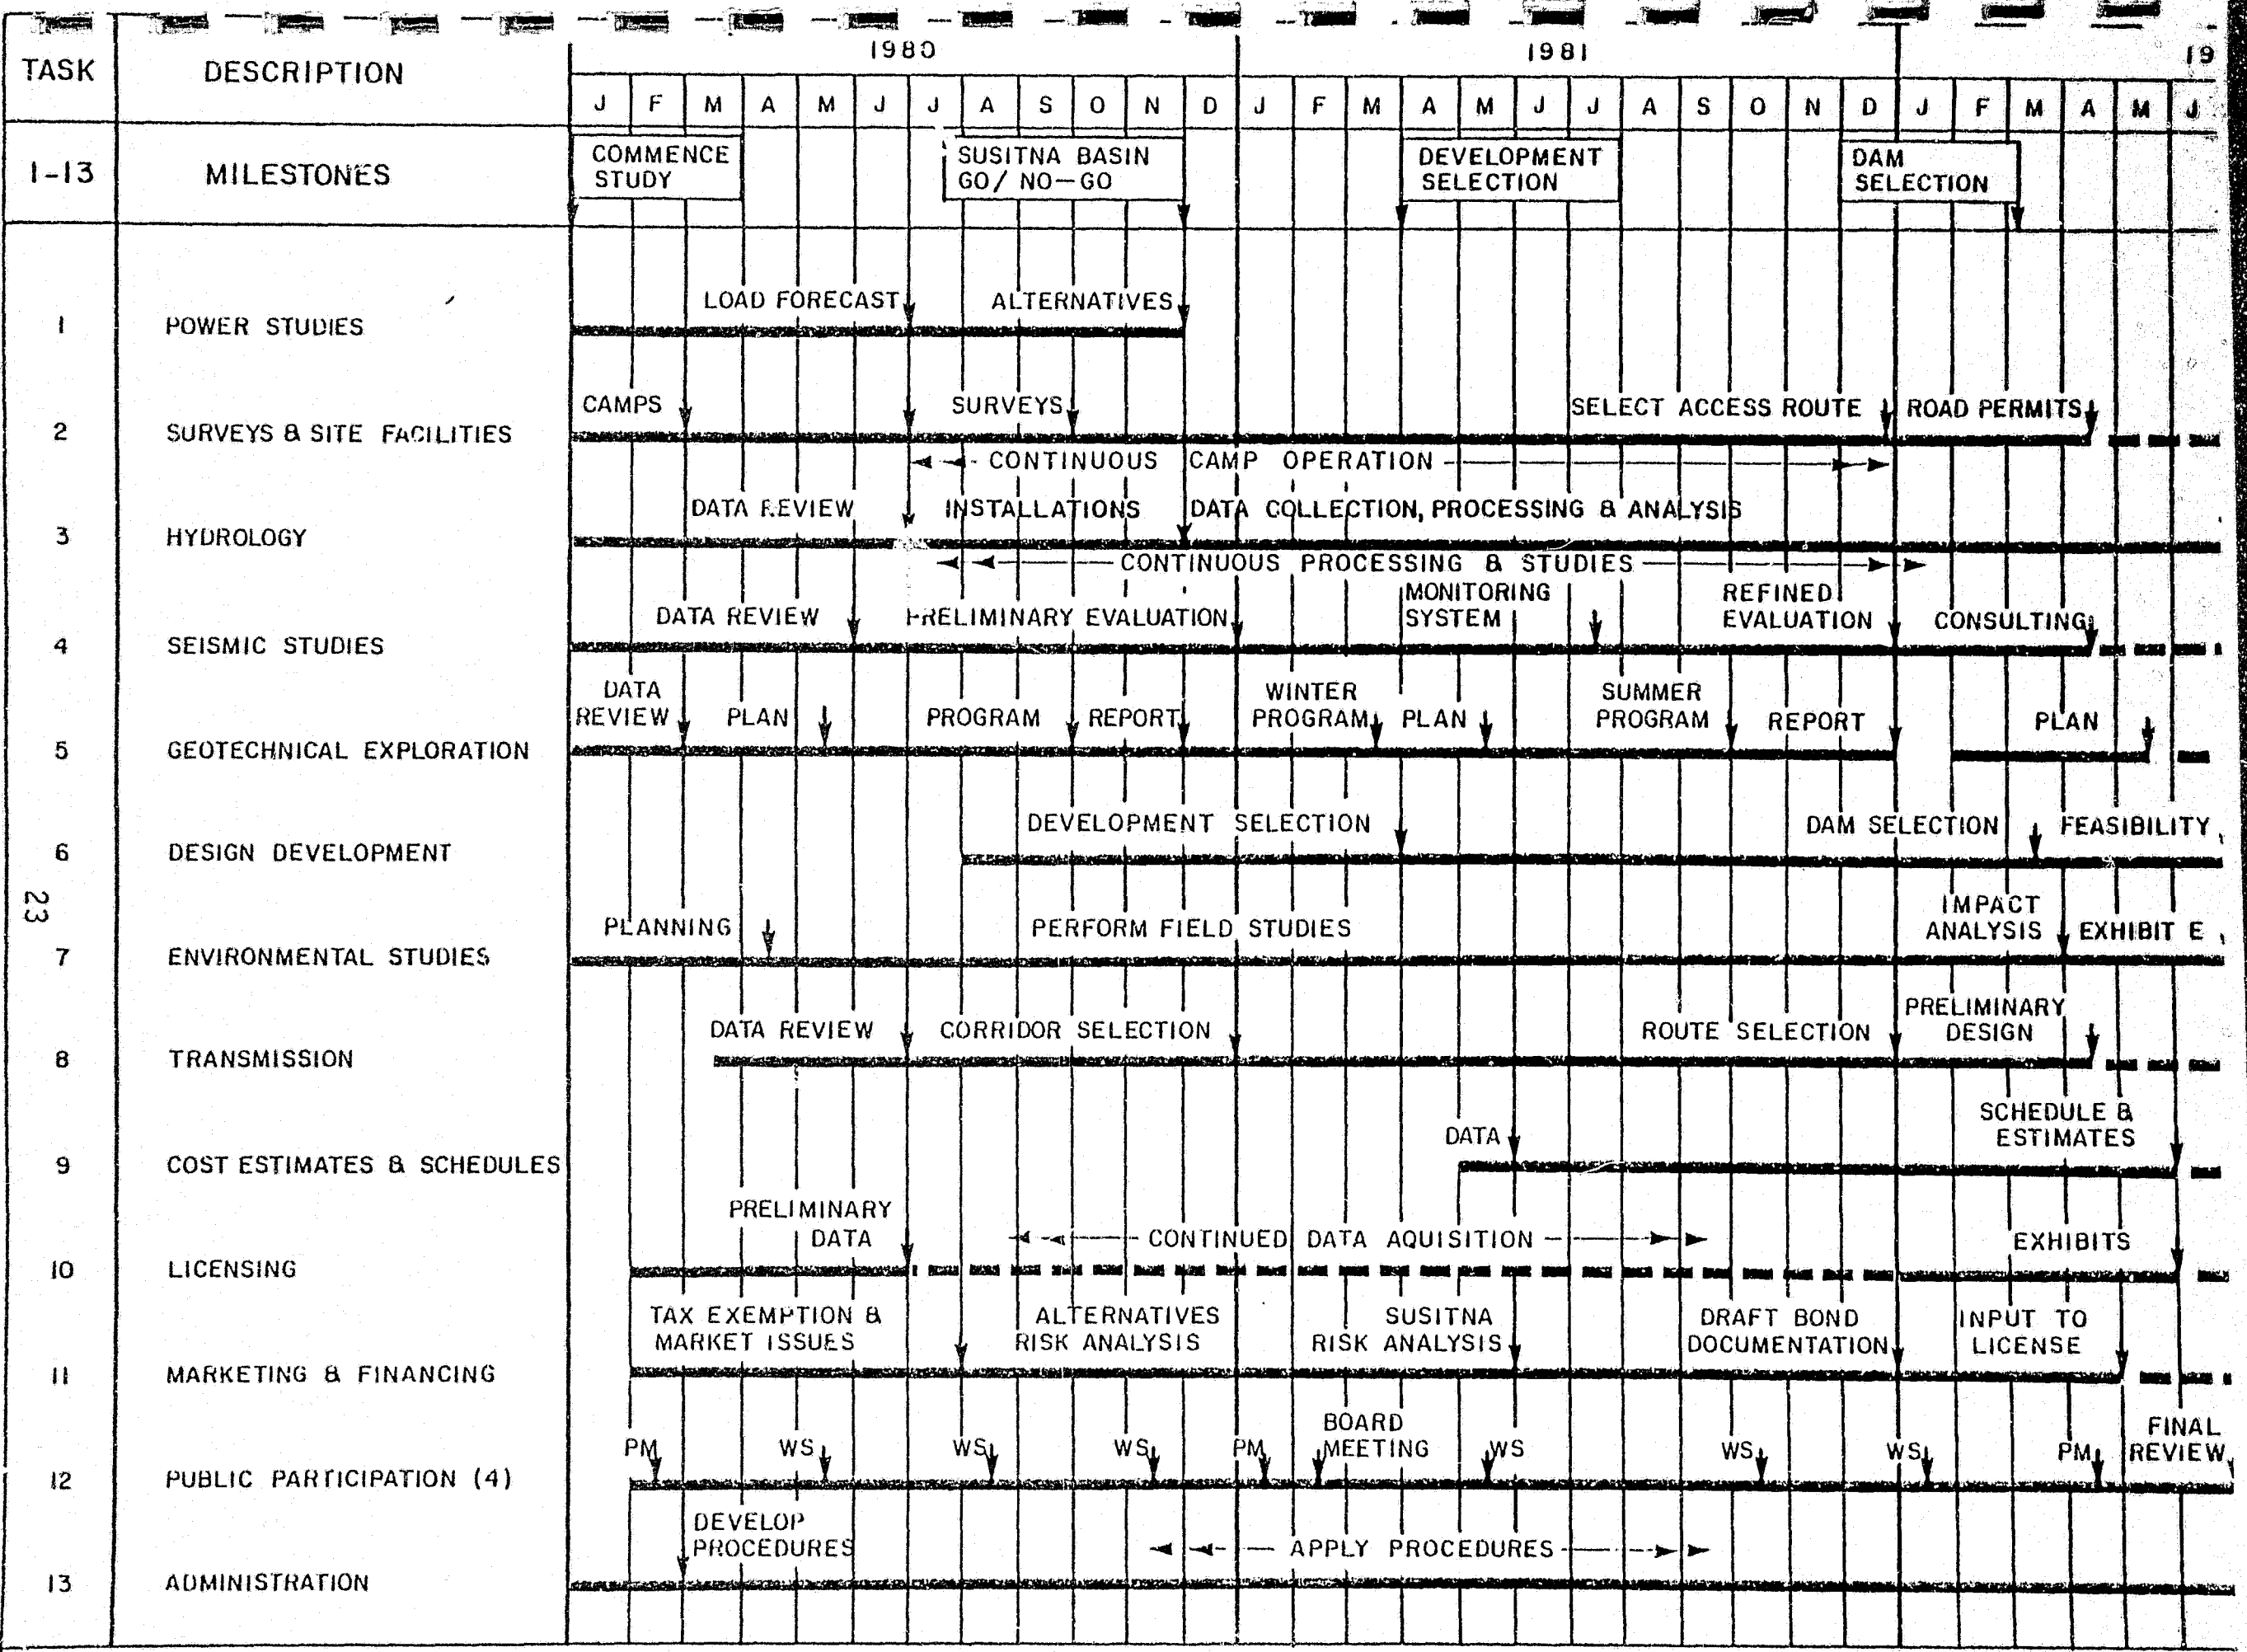 1980
1981
19
TASK
DESCRIPTION
J F M A M J J A S O N D J F M A M J J A S O N D J F M A M J
1-13
MILESTONES
COMMENCE
STUDY
SUSITNA BASIN
GO/ NO-GO
DEVELOPMENT
SELECTION
DAM
SELECTION
LOAD FORECAST
ALTERNATIVES
1
POWER STUDIES
CAMPS
SURVEYS
SELECT ACCESS ROUTE
ROAD PERMITS
2
SURVEYS & SITE FACILITIES
CONTINUOUS CAMP OPERATION
DATA REVIEW
INSTALLATIONS
DATA COLLECTION, PROCESSING & ANALYSIS
3
HYDROLOGY
CONTINUOUS PROCESSING & STUDIES
DATA REVIEW
PRELIMINARY EVALUATION
MONITORING
SYSTEM
REFINED
EVALUATION
CONSULTING
4
SEISMIC STUDIES
DATA
REVIEW
PLAN
PROGRAM
REPORT
WINTER
PROGRAM
PLAN
SUMMER
PROGRAM
REPORT
PLAN
5
GEOTECHNICAL EXPLORATION
DEVELOPMENT SELECTION
DAM SELECTION
FEASIBILITY
6
DESIGN DEVELOPMENT
23
PLANNING
PERFORM FIELD STUDIES
IMPACT
ANALYSIS
EXHIBIT E
7
ENVIRONMENTAL STUDIES
DATA REVIEW
CORRIDOR SELECTION
ROUTE SELECTION
PRELIMINARY
DESIGN
8
TRANSMISSION
DATA
SCHEDULE &
ESTIMATES
9
COST ESTIMATES & SCHEDULES
PRELIMINARY
DATA
CONTINUED DATA AQUISITION
EXHIBITS
10
LICENSING
TAX EXEMPTION &
MARKET ISSUES
ALTERNATIVES
RISK ANALYSIS
SUSITNA
RISK ANALYSIS
DRAFT BOND
DOCUMENTATION
INPUT TO
LICENSE
11
MARKETING & FINANCING
PM
WS
WS
WS
PM
BOARD
MEETING
WS
WS
WS
PM
FINAL
REVIEW
12
PUBLIC PARTICIPATION (4)
DEVELOP
PROCEDURES
APPLY PROCEDURES
13
ADMINISTRATION